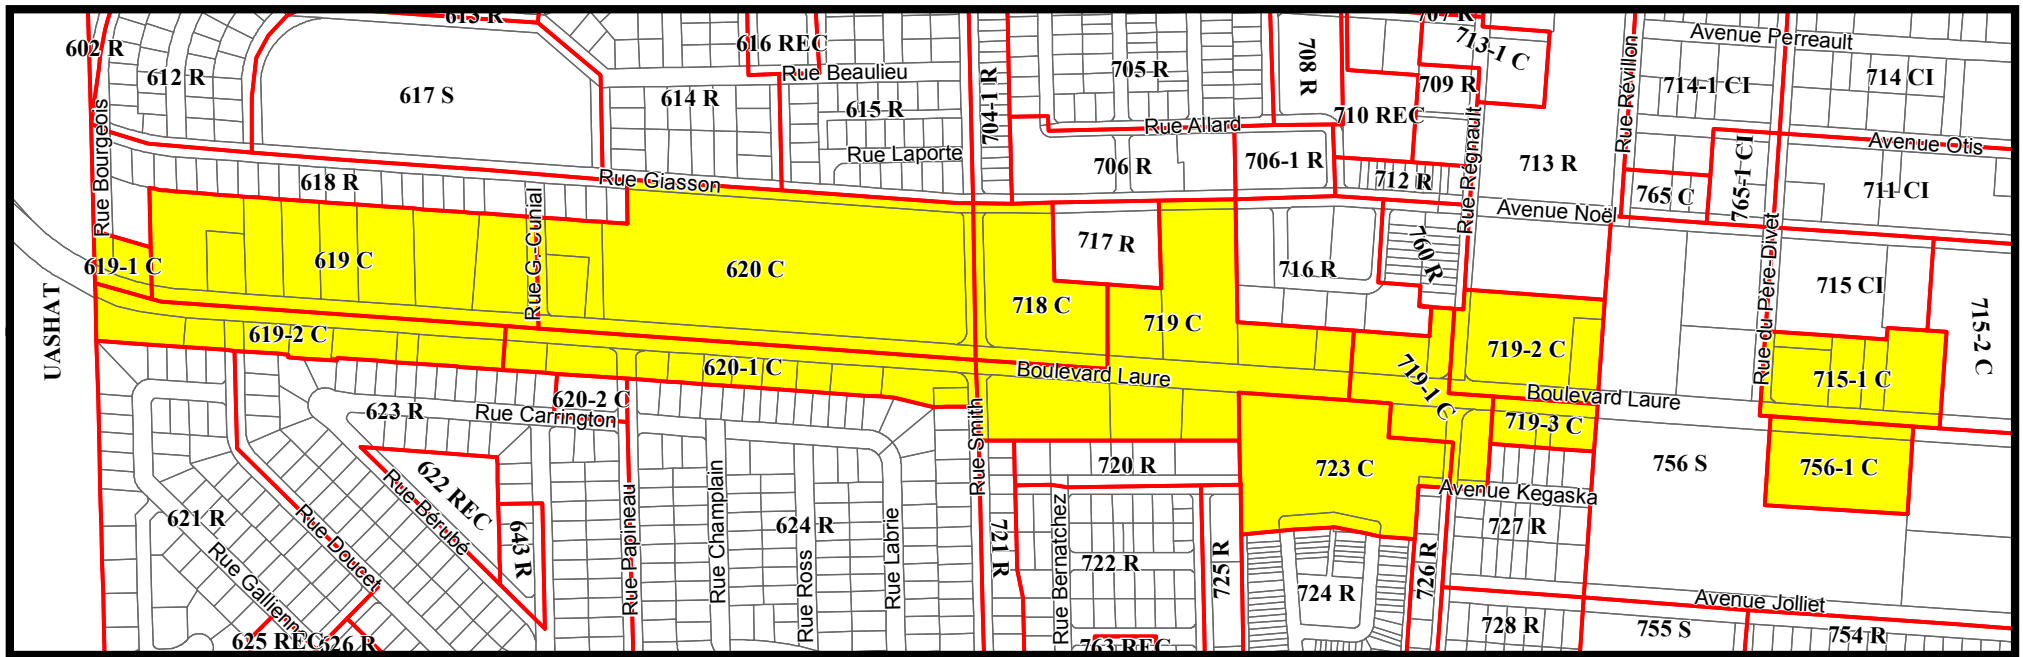 613 R
602 R
612 R
617 S
616 REC
Rue Beaulieu
614 R
615 R
Rue Laporte
704-1 R
705 R
Rue Allard
706 R
706-1 R
708 R
707 R
713-1 C
709 R
710 REC
712 R
Rue Régnault
713 R
Rue Révillon
Avenue Perreault
714-1 CI
714 CI
Avenue Otis
765 C
765-1 CI
711 CI
Avenue Noël
Rue Bourgeois
618 R
Rue Giasson
Rue G.-Cunial
619-1 C
619 C
620 C
717 R
718 C
719 C
716 R
760 R
719-2 C
Rue du Père-Divet
715 CI
715-2 C
715-1 C
UASHAT
619-2 C
620-1 C
Boulevard Laure
719-1 C
Boulevard Laure
719-3 C
620-2 C
623 R
Rue Carrington
Rue Smith
720 R
723 C
756 S
756-1 C
Avenue Kegaska
727 R
622 REC
Rue Bérubé
643 R
621 R
Rue Doucet
Rue Gallienne
Rue Papineau
Rue Champlain
624 R
Rue Ross
Rue Labrie
721 R
Rue Bernatchez
722 R
725 R
724 R
726 R
Avenue Jolliet
728 R
755 S
754 R
625 REC
626 R
763 REC